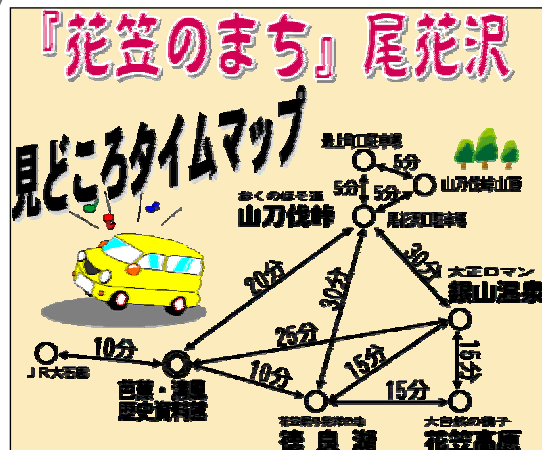 『花笠のまち』尾花沢
見どころタイムマップ
5分
5分
5分
おくのほそ道
山刀伐峠
20分
30分
30分
大正ロマン
銀山温泉
25分
10分
JR大石田
芭蕉・清風
歴史資料館
10分
15分
15分
15分
徳良湖
花笠高原